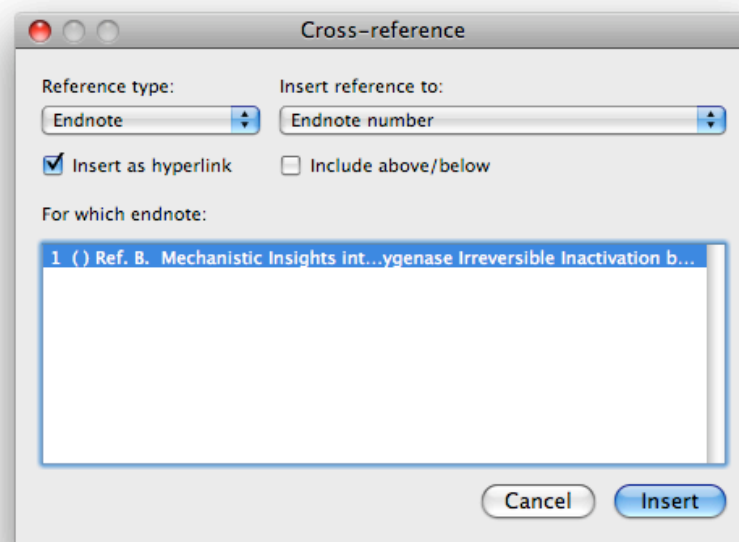 Cross-reference
Reference type:
Insert reference to:
Endnote
Endnote number
Insert as hyperlink
Include above/below
For which endnote:
1 () Ref. B. Mechanistic Insights int...ygenase Irreversible Inactivation b...
Cancel
Insert